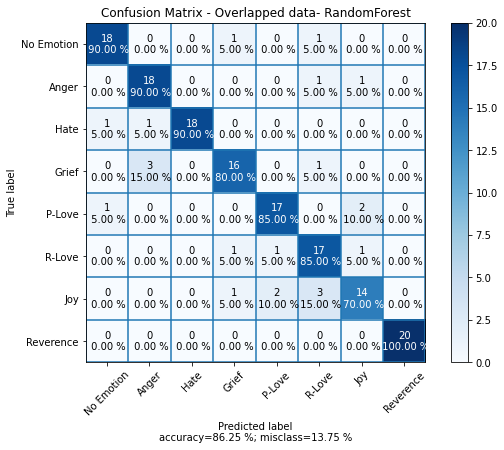 Confusion Matrix - Overlapped data- RandomForest
No Emotion 18 0 0 1 0 1 0 0
90.00 % 0.00 % 0.00 % 5.00 % 0.00 % 5.00 % 0.00 % 0.00 %
Anger 0 18 0 0 0 1 1 0
0.00 % 90.00 % 0.00 % 0.00 % 0.00 % 5.00 % 5.00 % 0.00 %
Hate 1 1 18 0 0 0 0 0
5.00 % 5.00 % 90.00 % 0.00 % 0.00 % 0.00 % 0.00 % 0.00 %
Grief 0 3 0 16 0 1 0 0
0.00 % 15.00 % 0.00 % 80.00 % 0.00 % 5.00 % 0.00 % 0.00 %
P-Love 1 0 0 0 17 0 2 0
5.00 % 0.00 % 0.00 % 0.00 % 85.00 % 0.00 % 10.00 % 0.00 %
R-Love 0 0 0 1 1 17 1 0
0.00 % 0.00 % 0.00 % 5.00 % 5.00 % 85.00 % 5.00 % 0.00 %
Joy 0 0 0 1 2 3 14 0
0.00 % 0.00 % 0.00 % 5.00 % 10.00 % 15.00 % 70.00 % 0.00 %
Reverence 0 0 0 0 0 0 0 20
0.00 % 0.00 % 0.00 % 0.00 % 0.00 % 0.00 % 0.00 % 100.00 %
True label
No Emotion Anger Hate Grief P-Love R-Love Joy Reverence
Predicted label
accuracy=86.25 %; misclass=13.75 %
20.0
17.5
15.0
12.5
10.0
7.5
5.0
2.5
0.0